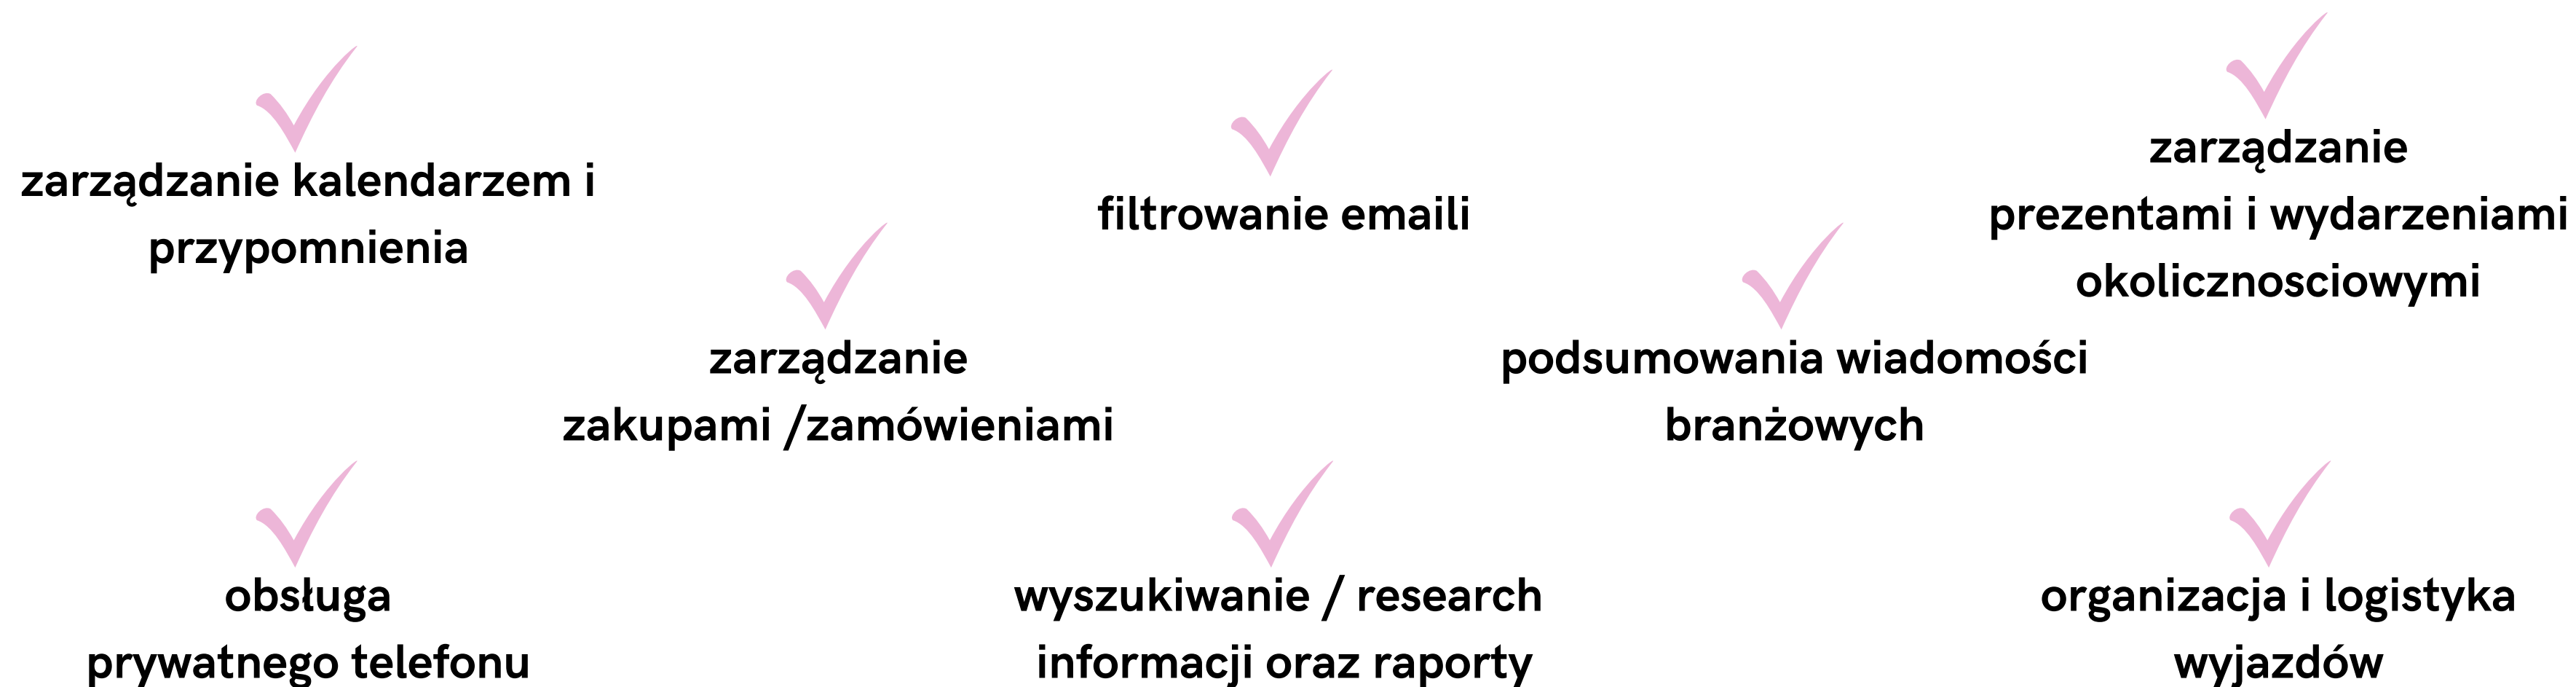 zarządzanie kalendarzem i
przypomnienia
filtrowanie emaili
zarządzanie
prezentami i wydarzeniami
okolicznosciowymi
zarządzanie
zakupami /zamówieniami
podsumowania wiadomości
branżowych
obsługa
prywatnego telefonu
wyszukiwanie / research
informacji oraz raporty
organizacja i logistyka
wyjazdów